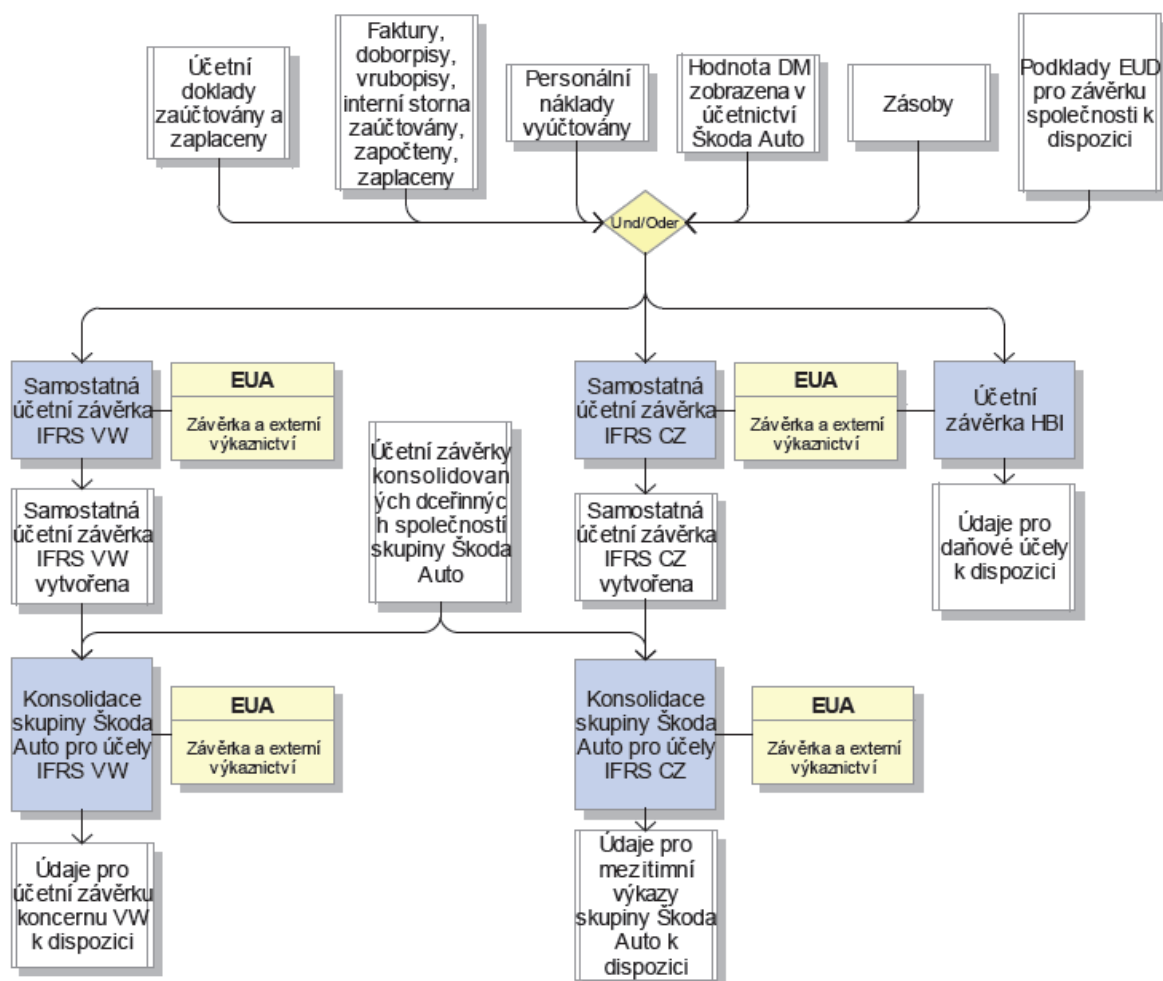 Účetní
doklady
zaúčtovány a
zaplaceny
Faktury,
doborpisy,
vrubopisy,
interní storna
zaúčtovány,
započteny,
zaplaceny
Personální
náklady
vyúčtovány
Hodnota DM
zobrazena v
účetnictví
Škoda Auto
Zásoby
Podklady EUD
pro závěrku
společnosti k
dispozici
Und/Oder
Samostatná
účetní závěrka
IFRS VW
EUA
Závěrka a externí
výkaznictví
Samostatná
účetní závěrka
IFRS CZ
EUA
Závěrka a externí
výkaznictví
Účetní
závěrka HBI
Samostatná
účetní závěrka
IFRS VW
vytvořena
Účetní závěrky
konsolidovan
ých dceřinnýc
h společností
skupiny Škoda
Auto
Samostatná
účetní závěrka
IFRS CZ
vytvořena
Údaje pro
daňové účely
k dispozici
Konsolidace
skupiny Škoda
Auto pro účely
IFRS VW
EUA
Závěrka a externí
výkaznictví
Konsolidace
skupiny Škoda
Auto pro účely
IFRS CZ
EUA
Závěrka a externí
výkaznictví
Údaje pro
účetní závěrku
koncernu VW
k dispozici
Údaje pro
mezitimní
výkazy
skupiny Škoda
Auto k
dispozici